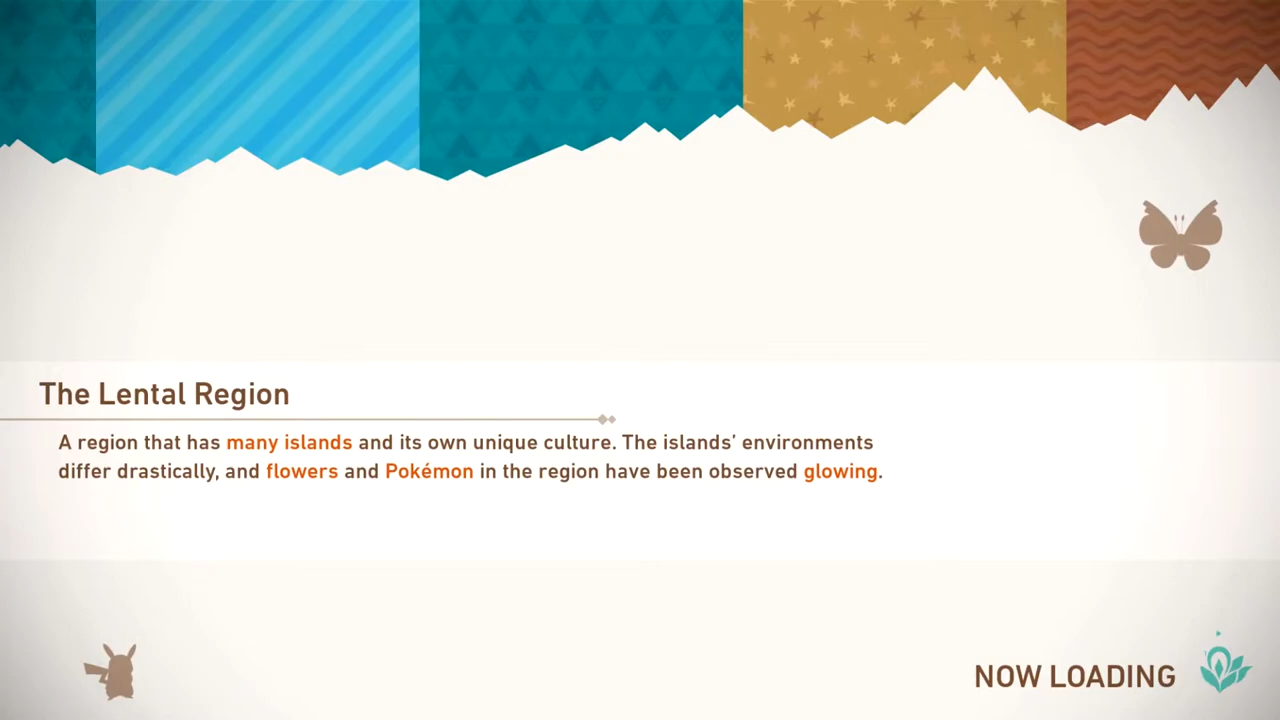 The Lental Region
A region that has many islands and its own unique culture. The islands’ environments
differ drastically, and flowers and Pokémon in the region have been observed glowing.
NOW LOADING